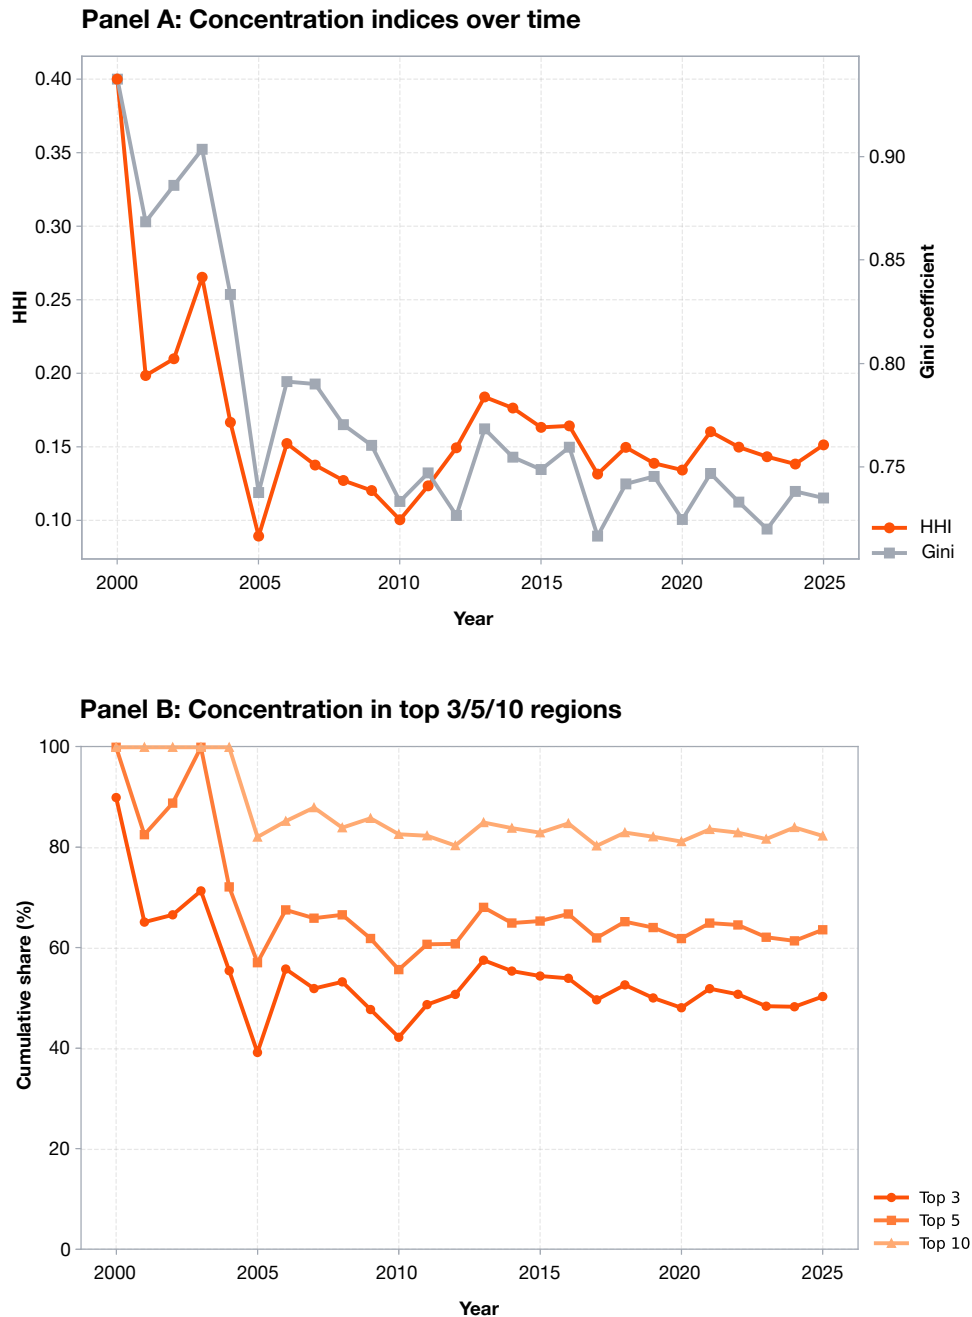 Panel A: Concentration indices over time
0.40
0.35
0.90
0.30
0.85
0.25
HHI
Gini coefficient
0.20
0.80
0.15
0.75
0.10
HHI
Gini
2000 2005 2010 2015 2020 2025
Year
Panel B: Concentration in top 3/5/10 regions
100
80
60
Cumulative share (%)
40
20
Top 3
Top 5
Top 10
0
2000 2005 2010 2015 2020 2025
Year